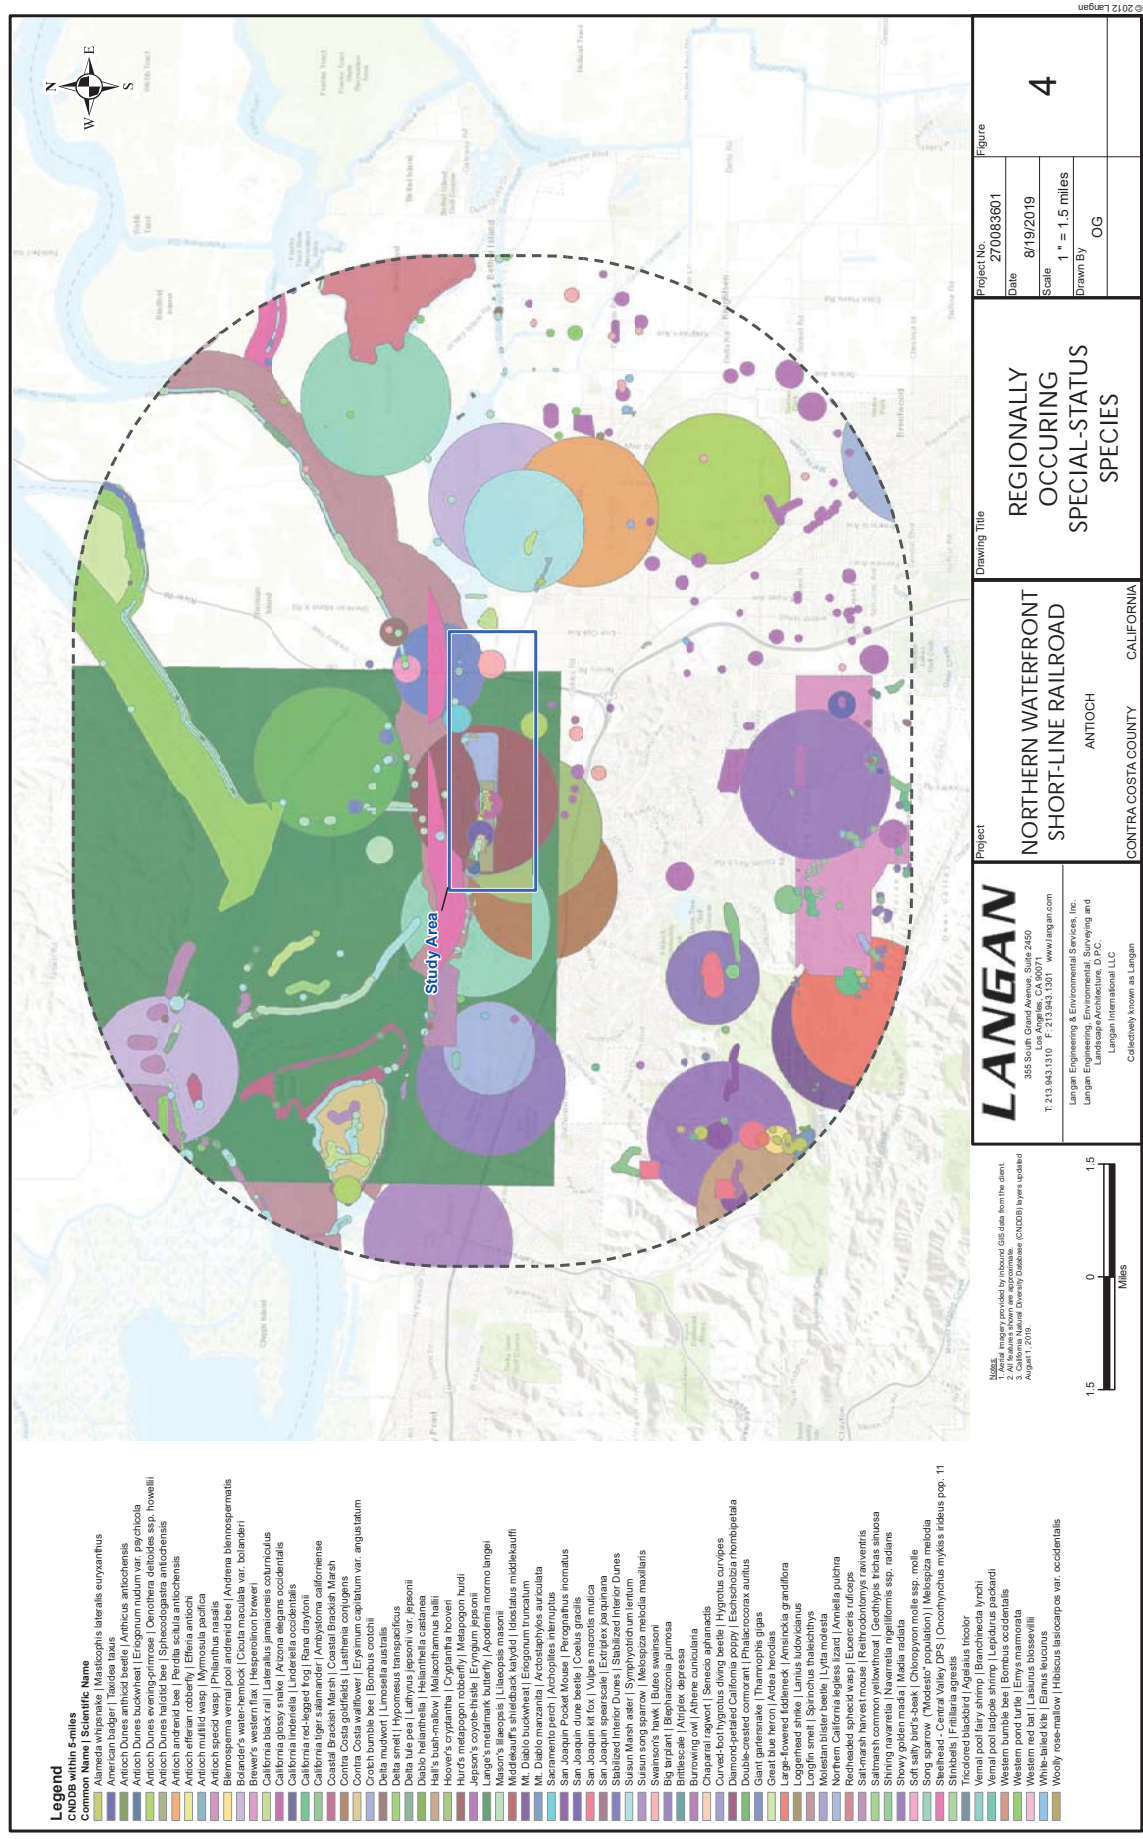 © 2012 Langan
Legend
CNDDB within 5-miles
Common Name | Scientific Name
Alameda whipsnake | Masticophis lateralis euryxanthus
American badger | Taxidea taxus
Antioch Dunes anthicid beetle | Anthicus antiochensis
Antioch Dunes buckwheat | Eriogonum nudum var. psychicola
Antioch Dunes evening-primrose | Oenothera deltoides ssp. howellii
Antioch Dunes halcitid bee | Sphecodogastra antiochensis
Antioch andrenid bee | Perdita scitula antiochensis
Antioch efferian robberfly | Efferia antiochi
Antioch multilid wasp | Myrmosula pacifica
Antioch specid wasp | Philanthus nasalis
Blennosperma vernal pool andrenid bee | Andrena blennospermatis
Bolander's water-hemlock | Cicuta maculata var. bolanderi
Brewer's western flax | Hesperolinon breweri
California black rail | Laterallus jamaicensis coturniculus
California glossy snake | Arizona elegans occidentalis
California linderiella | Linderiella occidentalis
California red-legged frog | Rana draytonii
California tiger salamander | Ambystoma californiense
Coastal Brackish Marsh | Coastal Brackish Marsh
Contra Costa goldfields | Lasthenia conjugens
Contra Costa wallflower | Erysimum capitatum var. angustatum
Crotch bumble bee | Bombus crotchii
Delta mudwort | Limosella australis
Delta smelt | Hypomesus transpacificus
Delta tule pea | Lathyrus jepsonii var. jepsonii
Diablo helianthella | Helianthella castanea
Hall's bush-mallow | Malacothamnus hallii
Hoover's cryptantha | Cryptantha hooveri
Hurd's metapogon robberfly | Metapogon hurdi
Jepson's coyote-thistle | Eryngium jepsonii
Lange's metalmark butterfly | Apodemia mormo langei
Mason's lilaeopsis | Lilaeopsis masonii
Middlekauff's shieldback katydid | Idiostatus middlekauffi
Mt. Diablo buckwheat | Eriogonum truncatum
Mt. Diablo manzanita | Arctostaphylos auriculata
Sacramento perch | Archoplites interruptus
San Joaquin Pocket Mouse | Perognathus inornatus
San Joaquin dune beetle | Coelus gracilis
San Joaquin kit fox | Vulpes macrotis mutica
San Joaquin spearscale | Extriplex joaquinana
Stabilized Interior Dunes | Stabilized Interior Dunes
Suisun Marsh aster | Symphyotrichum lentum
Suisun song sparrow | Melospiza melodia maxillaris
Swainson's hawk | Buteo swainsoni
Big tarplant | Blepharizonia plumosa
Brittlescale | Atriplex depressa
Burrowing owl | Athene cunicularia
Chaparral ragwort | Senecio aphanactis
Curved-foot hygrotus diving beetle | Hygrotus curvipes
Diamond-petaled California poppy | Eschscholzia rhombipetala
Double-crested cormorant | Phalacrocorax auritus
Giant gartersnake | Thamnophis gigas
Great blue heron | Ardea herodias
Large-flowered fiddleneck | Amsinckia grandiflora
Loggerhead shrike | Lanius ludovicianus
Longfin smelt | Spirinchus thaleichthys
Molestan blister beetle | Lytta molesta
Northern California legless lizard | Anniella pulchra
Redheaded sphecid wasp | Eucerceris ruficeps
Salt-marsh harvest mouse | Reithrodontomys raviventris
Saltmarsh common yellowthroat | Geothlypis trichas sinuosa
Shining navarretia | Navarretia nigelliformis ssp. radians
Showy golden madia | Madia radiata
Soft salty bird's-beak | Chloropyron molle ssp. molle
Song sparrow ("Modesto" population) | Melospiza melodia
Steelhead - Central Valley DPS | Oncorhynchus mykiss irideus pop. 11
Stinkbells | Fritillaria agrestis
Tricolored blackbird | Agelaius tricolor
Vernal pool fairy shrimp | Branchinecta lynchi
Vernal pool tadpole shrimp | Lepidurus packardi
Western bumble bee | Bombus occidentalis
Western pond turtle | Emys marmorata
Western red bat | Lasiurus blossevillii
White-tailed kite | Elanus leucurus
Woolly rose-mallow | Hibiscus lasiocarpos var. occidentalis
N
W
E
S
Study Area
Notes:
1. Aerial imagery provided by inbound GIS data from the client.
2. All features shown are approximate.
3. California Natural Diversity Database (CNDDB) layers updated
August 1, 2019.
1.5
0
1.5
Miles
LANGAN
355 South Grand Avenue, Suite 2450
Los Angeles, CA 90071
T: 213.943.1310 F: 213.943.1301 www.langan.com
Langan Engineering & Environmental Services, Inc.
Langan Engineering, Environmental, Surveying and
Landscape Architecture, D.P.C.
Langan International LLC
Collectively known as Langan
Project
NORTHERN WATERFRONT
SHORT-LINE RAILROAD
ANTIOCH
CONTRA COSTA COUNTY CALIFORNIA
Drawing Title
REGIONALLY
OCCURING
SPECIAL-STATUS
SPECIES
Project No.
270083601
Date
8/19/2019
Scale
1 " = 1.5 miles
Drawn By
OG
Figure
4